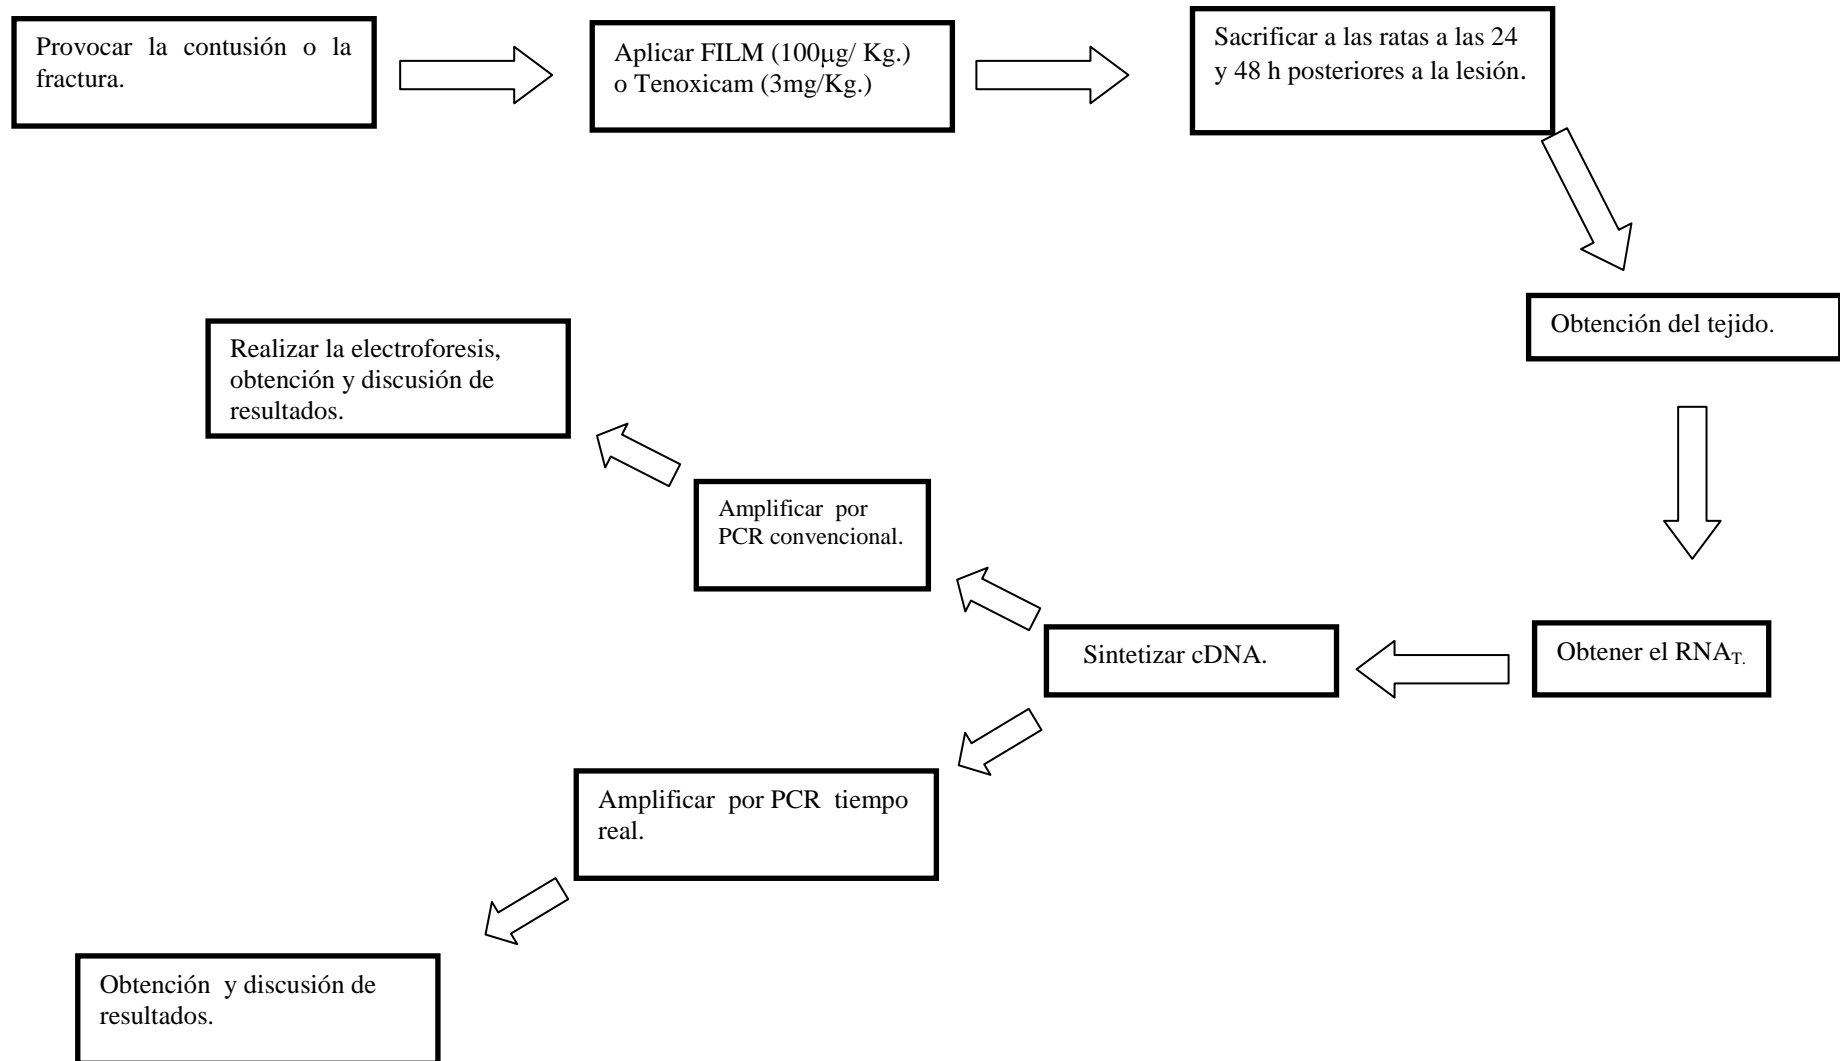 Provocar la contusión o la
fractura.
Aplicar FILM (100μg/ Kg.)
o Tenoxicam (3mg/Kg.)
Sacrificar a las ratas a las 24
y 48 h posteriores a la lesión.
Obtención del tejido.
Obtener el RNAT.
Sintetizar cDNA.
Amplificar por
PCR convencional.
Realizar la electroforesis,
obtención y discusión de
resultados.
Amplificar por PCR tiempo
real.
Obtención y discusión de
resultados.